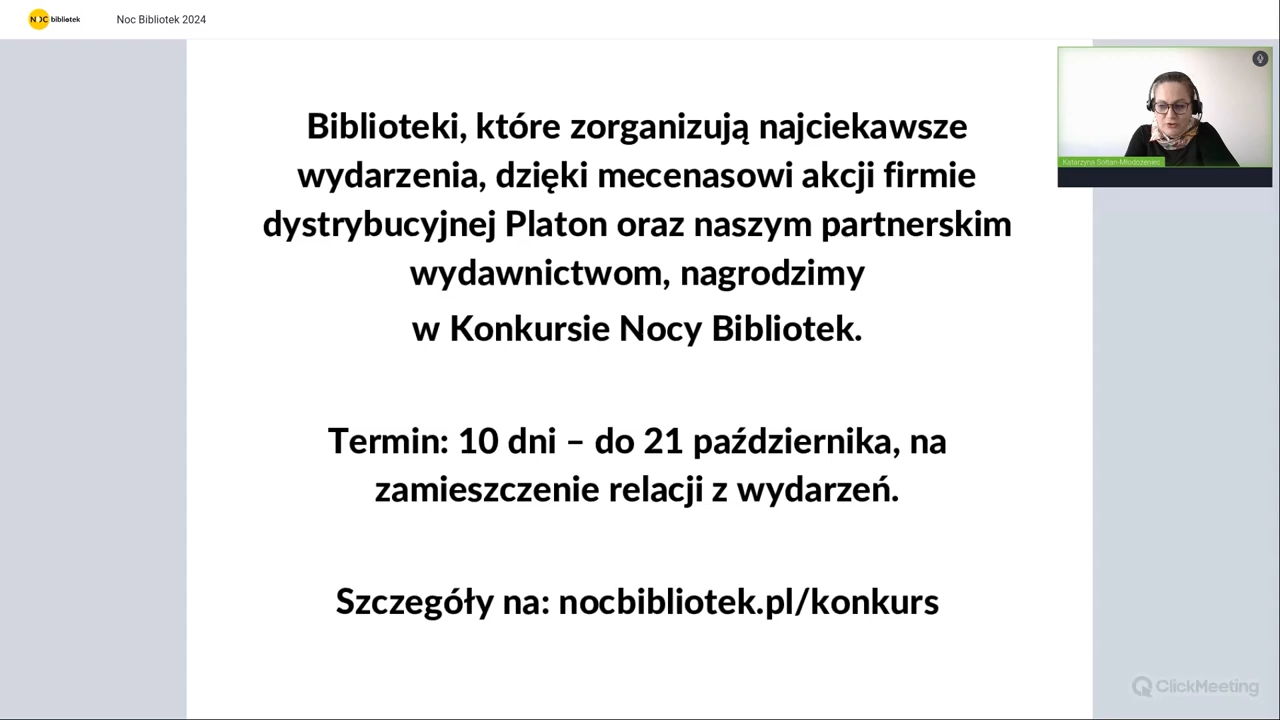 NOC bibliotek
Noc Bibliotek 2024
Biblioteki, które zorganizują najciekawsze
wydarzenia, dzięki mecenasowi akcji firmie
dystrybucyjnej Platon oraz naszym partnerskim
wydawnictwom, nagrodzimy
w Konkursie Nocy Bibliotek.
Termin: 10 dni – do 21 października, na
zamieszczenie relacji z wydarzeń.
Szczegóły na: nocbibliotek.pl/konkurs
Katarzyna Sołtan-Młodożeniec
ClickMeeting